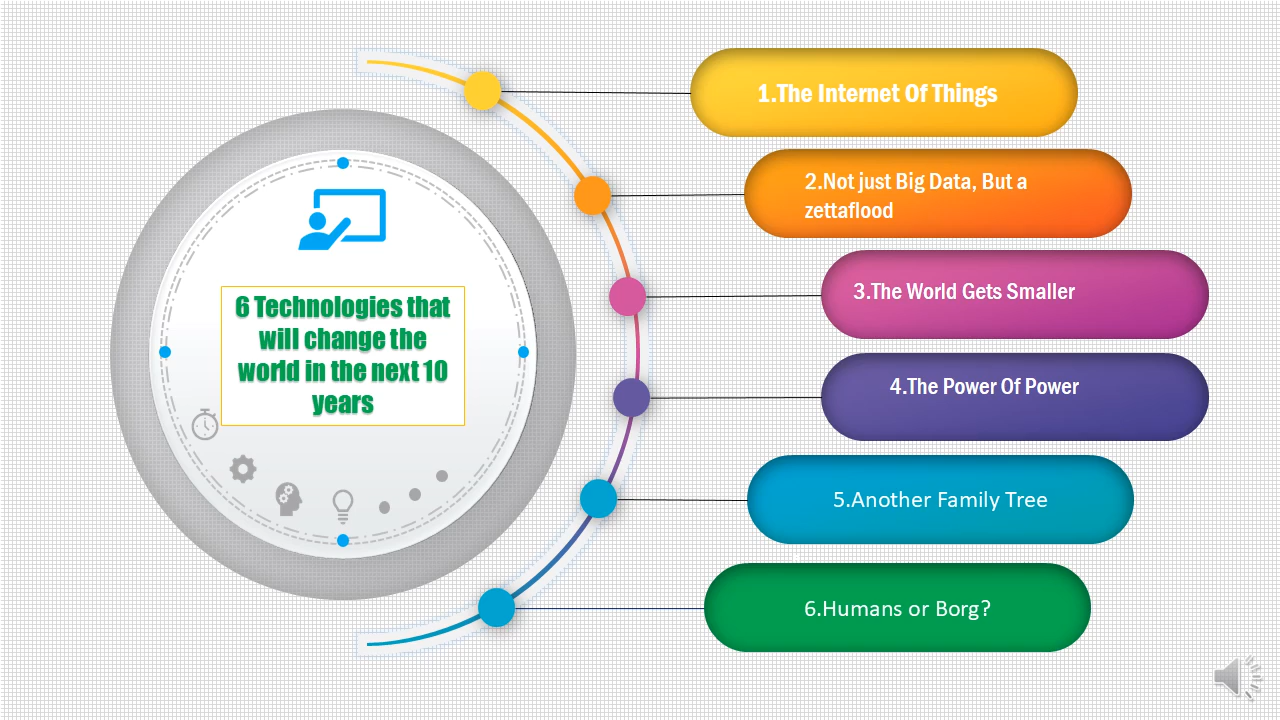 6 Technologies that
will change the
world in the next 10
years
1.The Internet Of Things
2.Not just Big Data, But a
zettaflood
3.The World Gets Smaller
4.The Power Of Power
5.Another Family Tree
6.Humans or Borg?